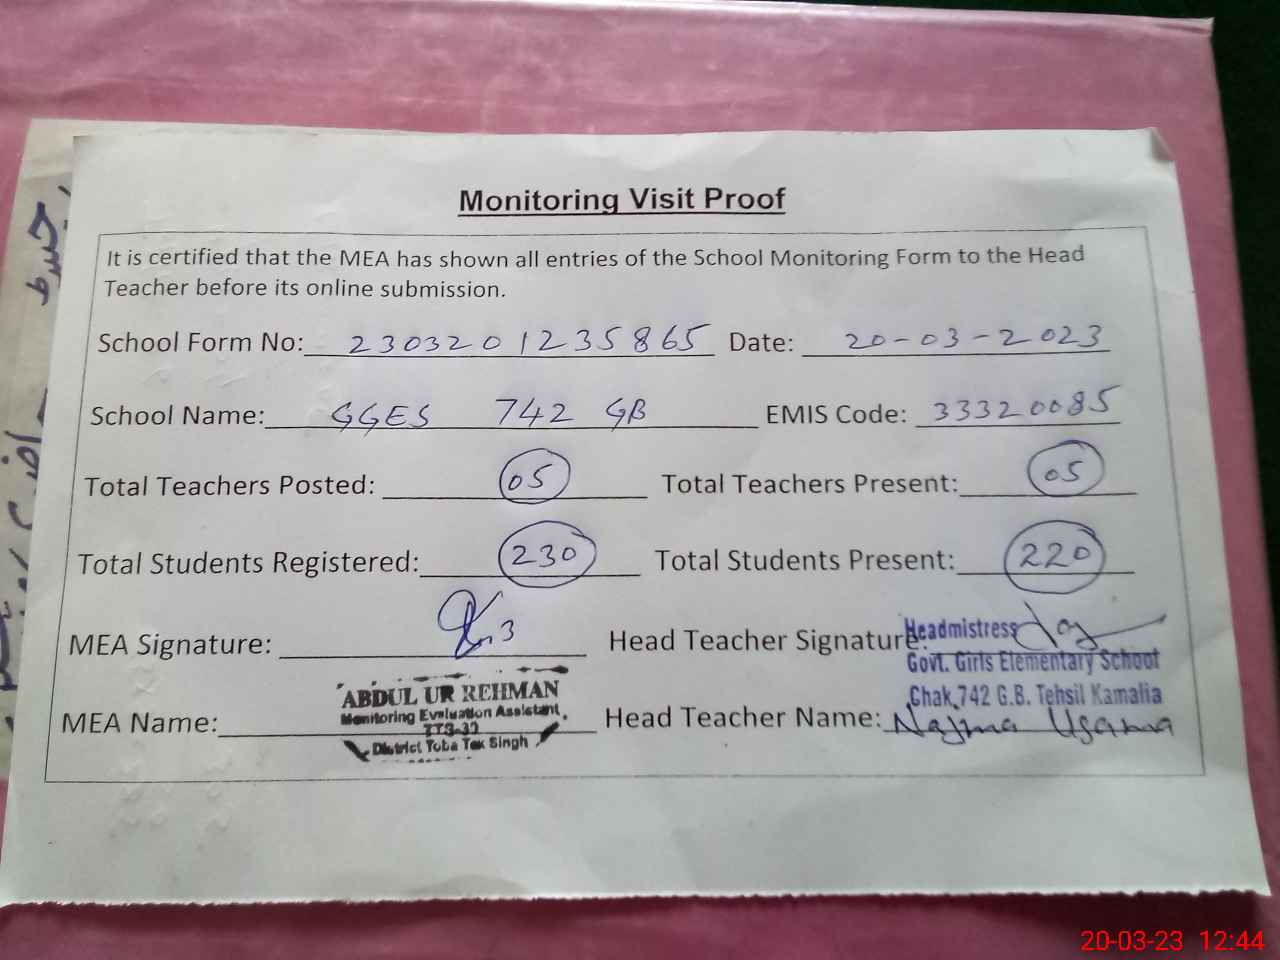 Monitoring Visit Proof
It is certified that the MEA has shown all entries of the School Monitoring Form to the Head
Teacher before its online submission.
School Form No: 2303201235865 Date: 20-03-2023
School Name: GGES 742 GB EMIS Code: 33320085
Total Teachers Posted: 05 Total Teachers Present: 05
Total Students Registered: 230 Total Students Present: 220
MEA Signature: Head Teacher Signature:
Headmistress
Govt. Girls Elementary School
Chak 742 G.B. Tehsil Kamalia
MEA Name: Head Teacher Name: Najma Usama
ABDUL UR REHMAN
Monitoring Evaluation Assistant
District Toba Tek Singh
20-03-23 12:44